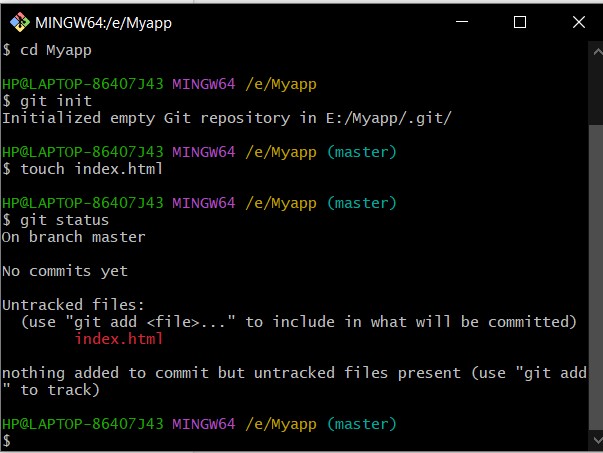 MINGW64:/e/Myapp
$ cd Myapp
HP@LAPTOP-86407J43 MINGW64 /e/Myapp
$ git init
Initialized empty Git repository in E:/Myapp/.git/
HP@LAPTOP-86407J43 MINGW64 /e/Myapp (master)
$ touch index.html
HP@LAPTOP-86407J43 MINGW64 /e/Myapp (master)
$ git status
On branch master
No commits yet
Untracked files:
  (use "git add <file>..." to include in what will be committed)
        index.html
nothing added to commit but untracked files present (use "git add
" to track)
HP@LAPTOP-86407J43 MINGW64 /e/Myapp (master)
$